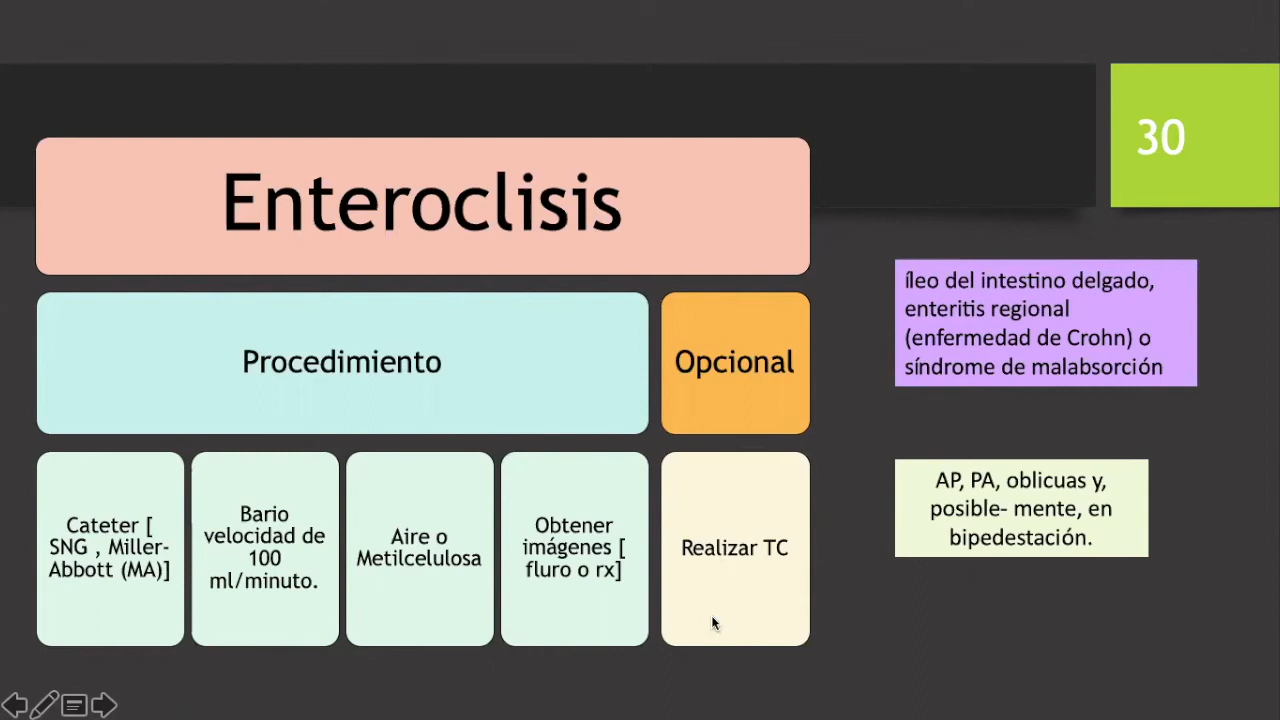 30
Enteroclisis
Procedimiento
Opcional
Cateter [
SNG , Miller-
Abbott (MA)]
Bario
velocidad de
100
ml/minuto.
Aire o
Metilcelulosa
Obtener
imágenes [
fluro o rx]
Realizar TC
íleo del intestino delgado,
enteritis regional
(enfermedad de Crohn) o
síndrome de malabsorción
AP, PA, oblicuas y,
posible- mente, en
bipedestación.